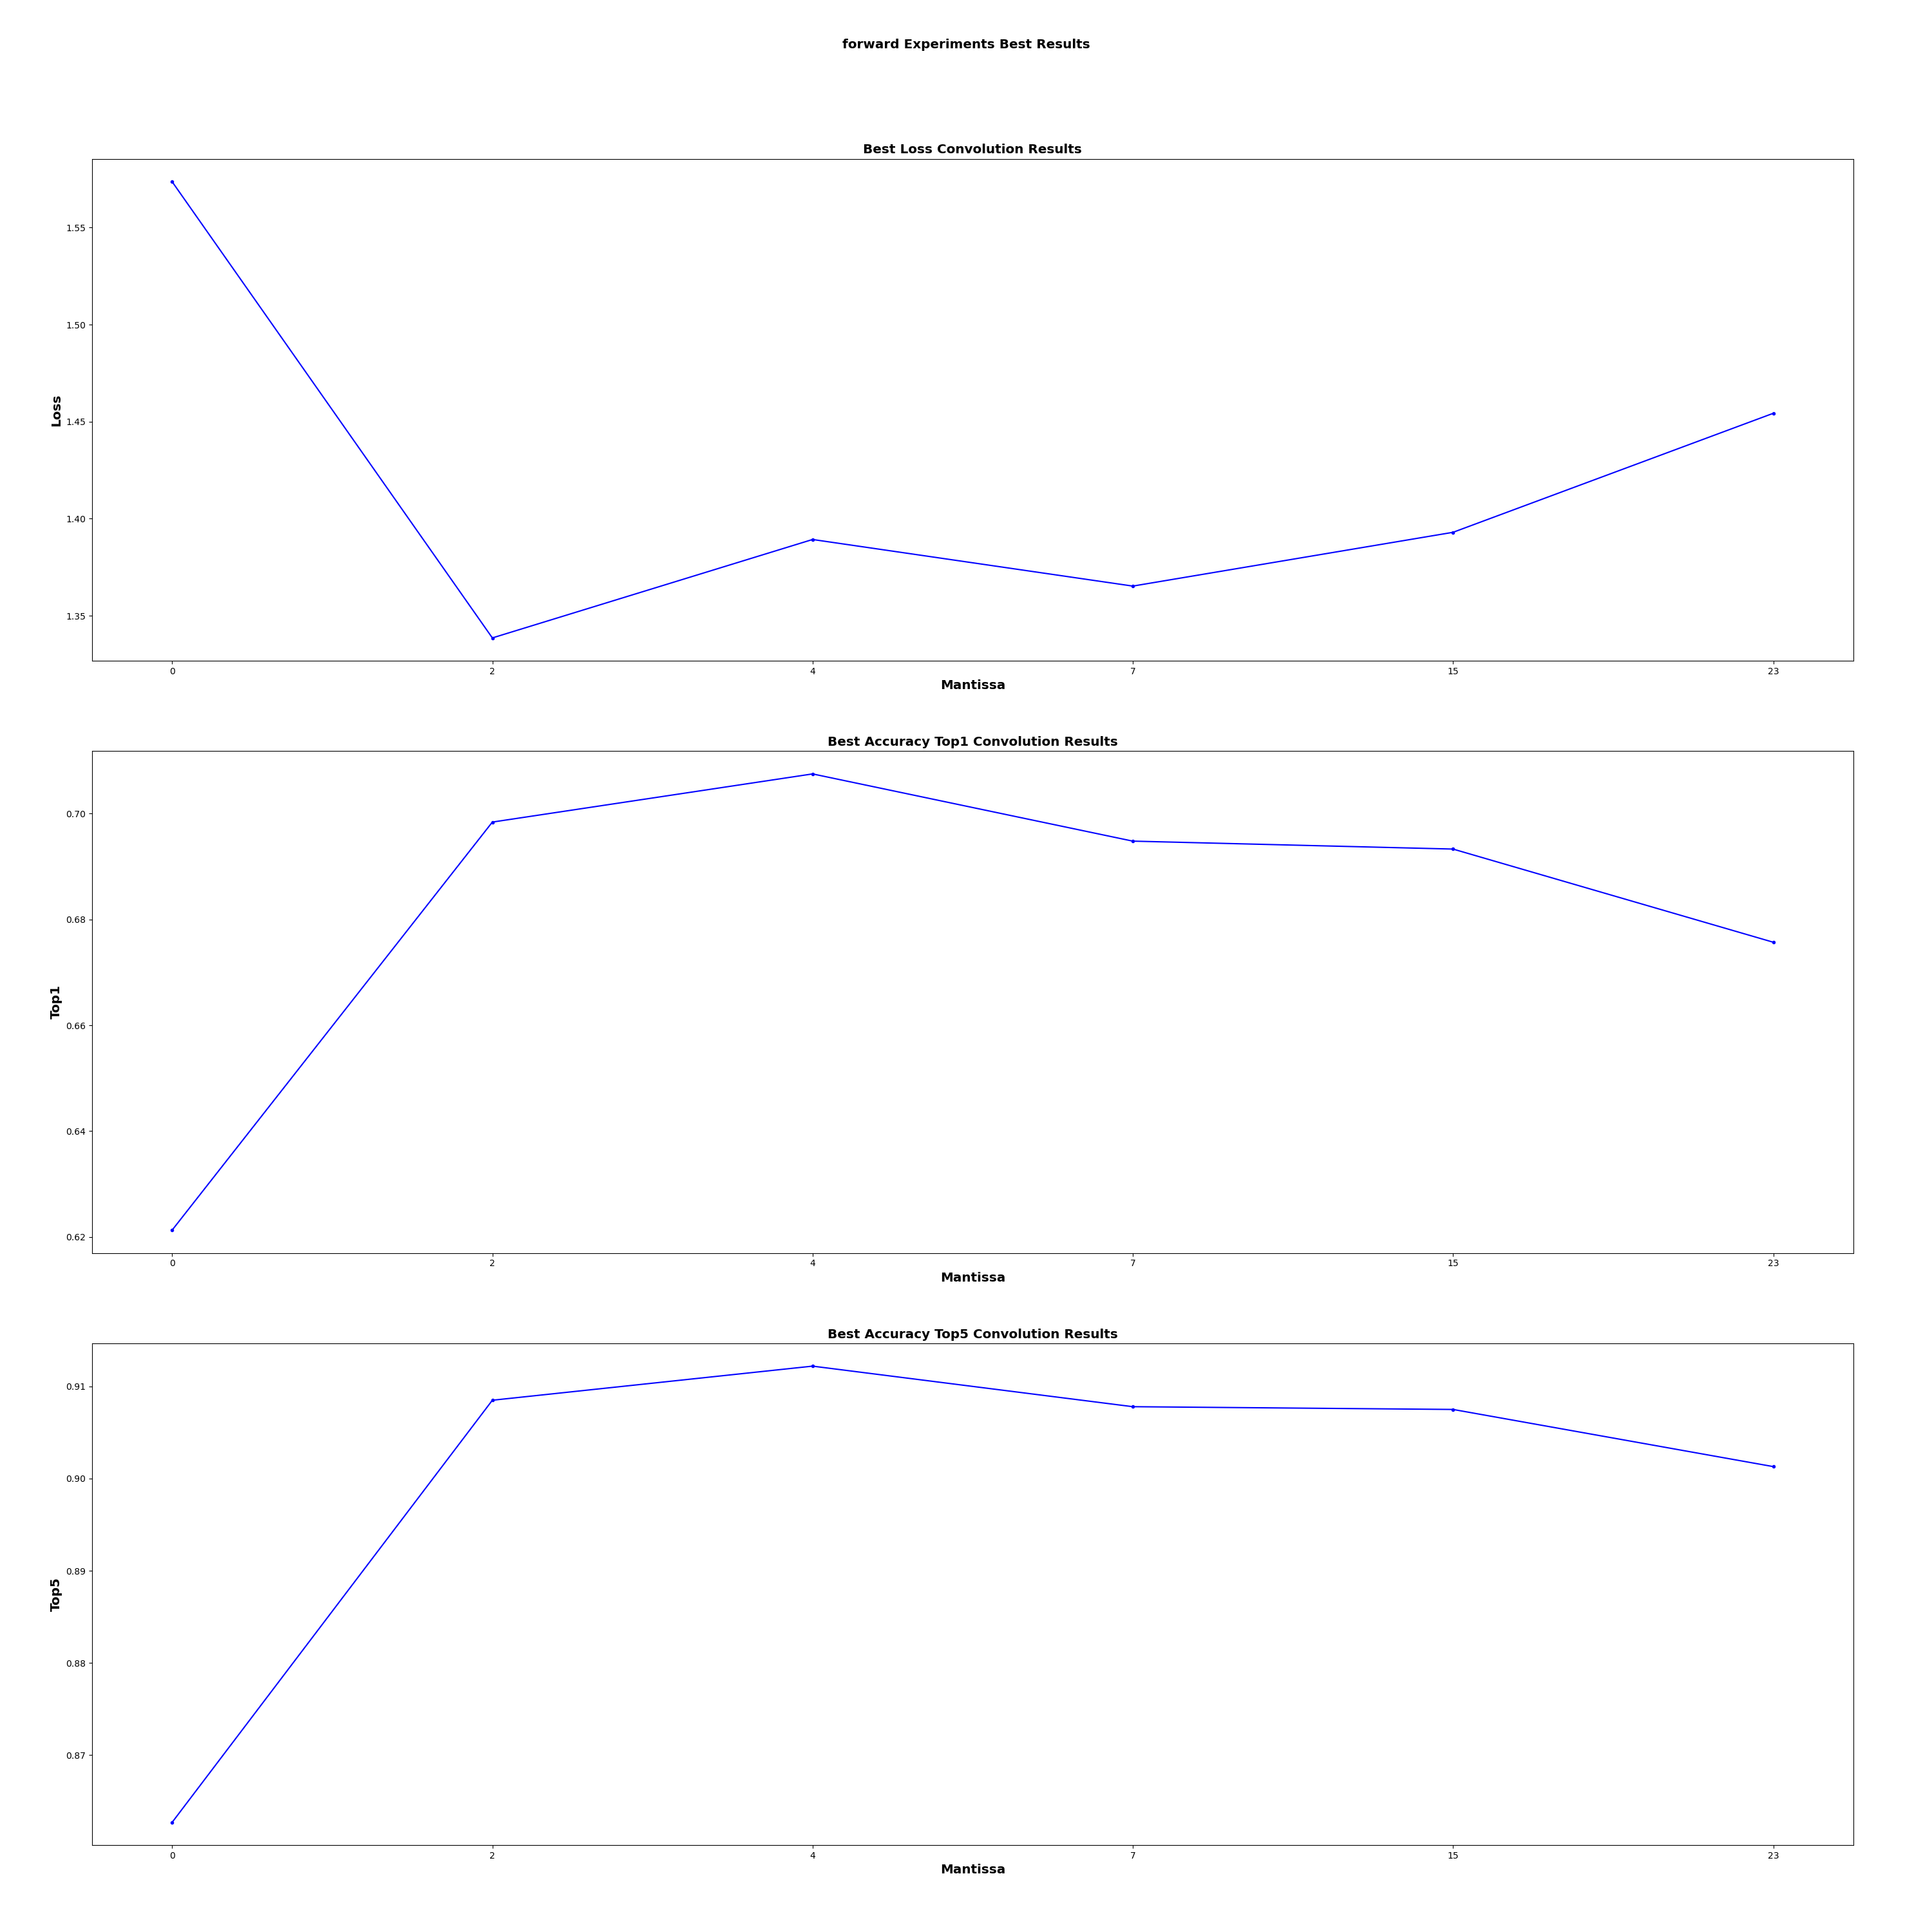 forward Experiments Best Results
Best Loss Convolution Results
1.55
1.50
1.45
1.40
1.35
Loss
0 2 4 7 15 23
Mantissa
Best Accuracy Top1 Convolution Results
0.70
0.68
0.66
0.64
0.62
Top1
0 2 4 7 15 23
Mantissa
Best Accuracy Top5 Convolution Results
0.91
0.90
0.89
0.88
0.87
Top5
0 2 4 7 15 23
Mantissa